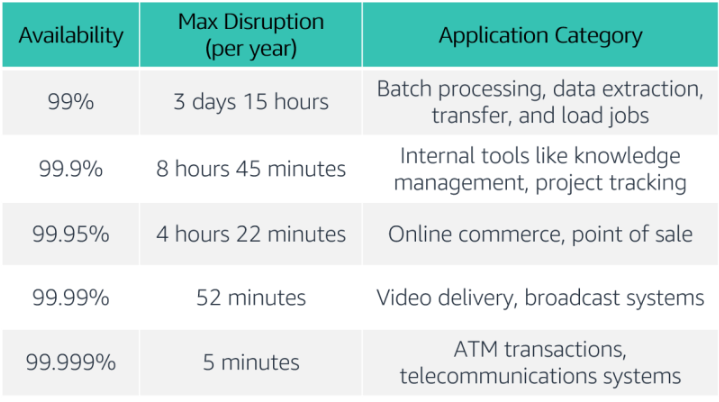 Availability
Max Disruption
(per year)
Application Category
99%
3 days 15 hours
Batch processing, data extraction,
transfer, and load jobs
99.9%
8 hours 45 minutes
Internal tools like knowledge
management, project tracking
99.95%
4 hours 22 minutes
Online commerce, point of sale
99.99%
52 minutes
Video delivery, broadcast systems
99.999%
5 minutes
ATM transactions,
telecommunications systems